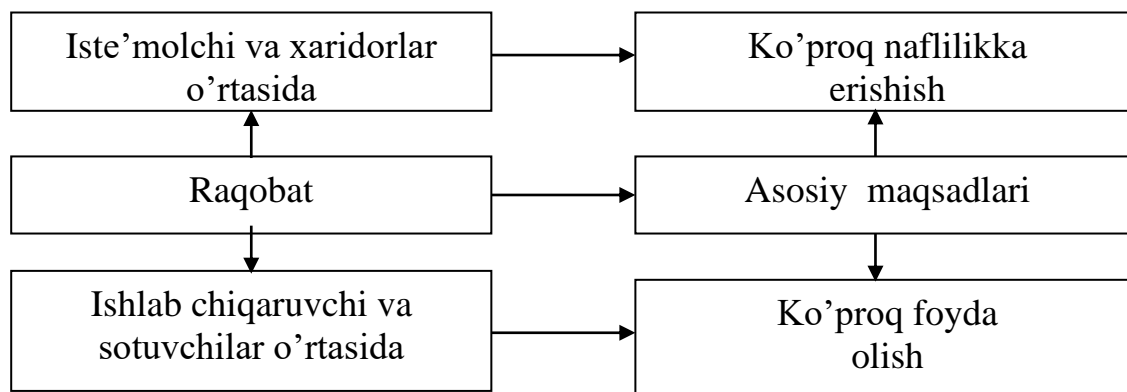 Iste’molchi va xaridorlar
o’rtasida
Ko’proq naflilikka
erishish
Raqobat
Asosiy maqsadlari
Ishlab chiqaruvchi va
sotuvchilar o’rtasida
Ko’proq foyda
olish